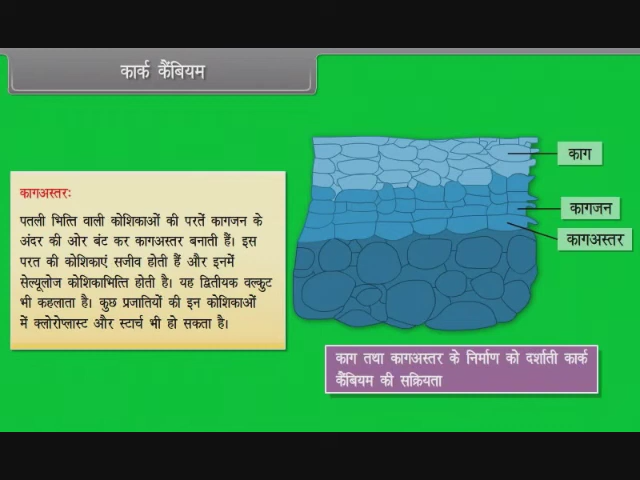 कार्क कैंबियम
कागअस्तरः
पतली भित्ति वाली कोशिकाओं की परतें कागजन के
अंदर की ओर बंट कर कागअस्तर बनाती हैं। इस
परत की कोशिकाएं सजीव होती हैं और इनमें
सेल्यूलोज कोशिकाभित्ति होती है। यह द्वितीयक वल्कुट
भी कहलाता है। कुछ प्रजातियों की इन कोशिकाओं
में क्लोरोप्लास्ट और स्टार्च भी हो सकता है।
काग
कागजन
कागअस्तर
काग तथा कागअस्तर के निर्माण को दर्शाती कार्क
कैंबियम की सक्रियता